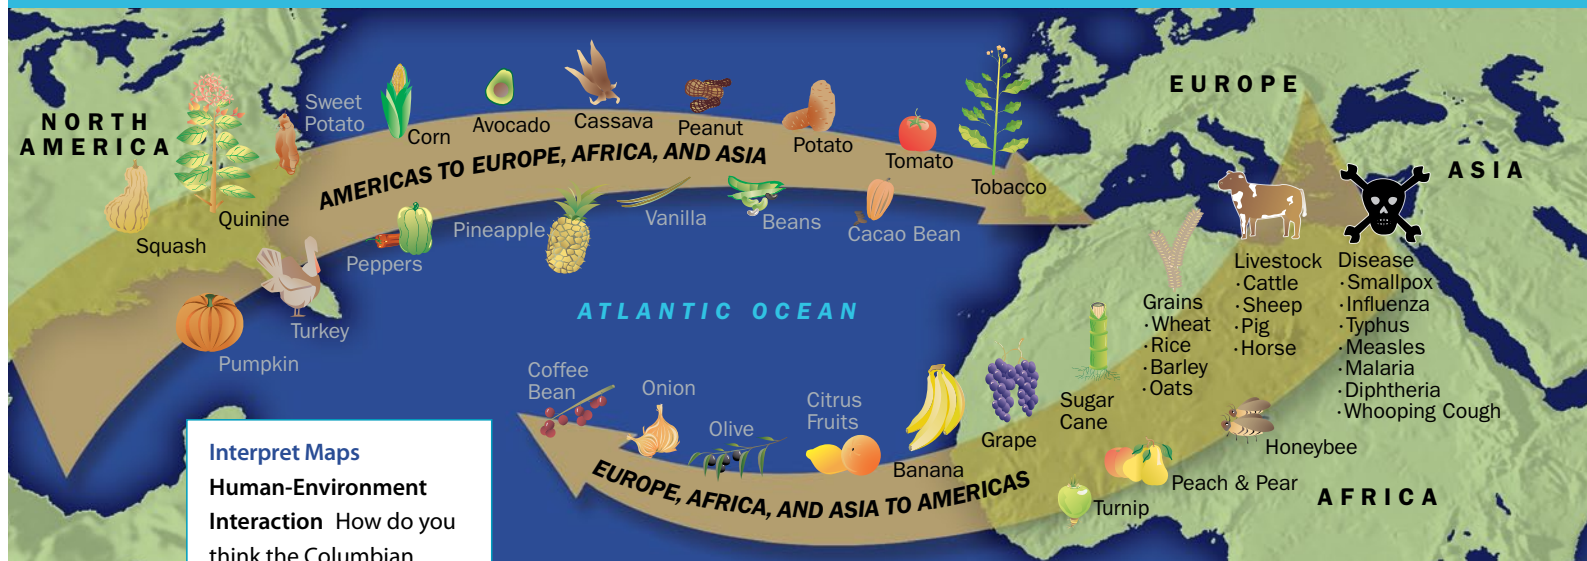 NORTH
AMERICA
Squash
Quinine
Sweet
Potato
Corn
Avocado
Cassava
Peanut
Potato
Tomato
Tobacco
AMERICAS TO EUROPE, AFRICA, AND ASIA
Pumpkin
Turkey
Peppers
Pineapple
Vanilla
Beans
Cacao Bean
ATLANTIC OCEAN
EUROPE
ASIA
AFRICA
Coffee
Bean
Onion
Olive
Citrus
Fruits
Banana
Grape
Sugar
Cane
Grains
·Wheat
·Rice
·Barley
·Oats
Livestock
·Cattle
·Sheep
·Pig
·Horse
Disease
·Smallpox
·Influenza
·Typhus
·Measles
·Malaria
·Diphtheria
·Whooping Cough
Honeybee
Peach & Pear
Turnip
EUROPE, AFRICA, AND ASIA TO AMERICAS
Interpret Maps
Human-Environment
Interaction How do you
think the Columbian